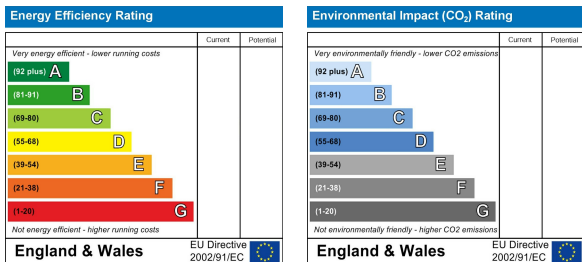 Energy Efficiency Rating
Current Potential
Very energy efficient - lower running costs
(92 plus) A
(81-91) B
(69-80) C
(55-68) D
(39-54) E
(21-38) F
(1-20) G
Not energy efficient - higher running costs
England & Wales
EU Directive
2002/91/EC
Environmental Impact (CO₂) Rating
Current Potential
Very environmentally friendly - lower CO2 emissions
(92 plus) A
(81-91) B
(69-80) C
(55-68) D
(39-54) E
(21-38) F
(1-20) G
Not environmentally friendly - higher CO2 emissions
England & Wales
EU Directive
2002/91/EC